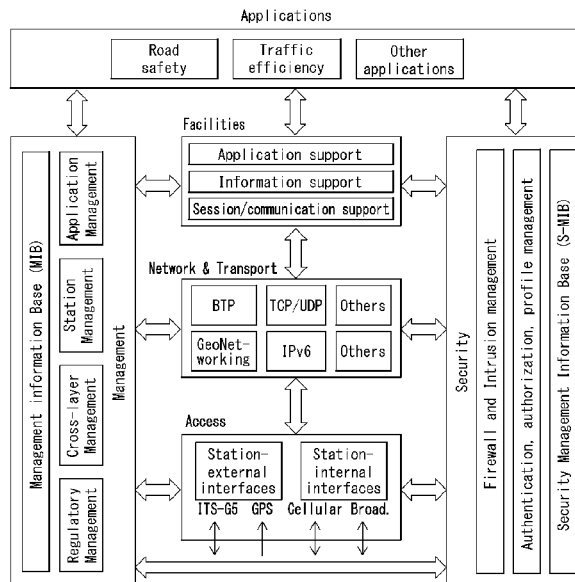 Applications
Road
safety
Traffic
efficiency
Other
applications
Facilities
Application support
Information support
Session/communication support
Network & Transport
BTP
TCP/UDP
Others
GeoNet-
working
IPv6
Others
Access
Station-
external
interfaces
Station-
internal
interfaces
ITS-G5 GPS Cellular Broad.
Management information Base (MIB)
Application
Management
Station
Management
Cross-layer
Management
Regulatory
Management
Management
Security
Firewall and Intrusion management
Authentication, authorization, profile management
Security Management Information Base (S-MIB)